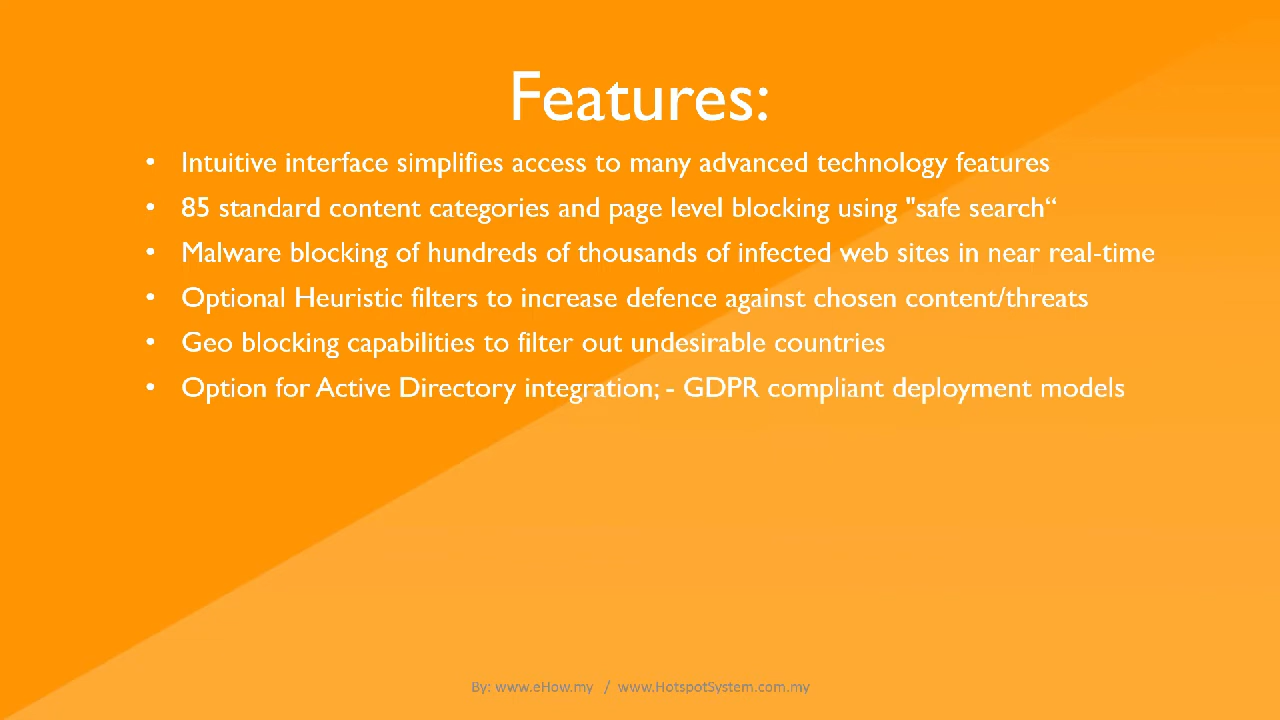 Features:
• Intuitive interface simplifies access to many advanced technology features
• 85 standard content categories and page level blocking using "safe search“
• Malware blocking of hundreds of thousands of infected web sites in near real-time
• Optional Heuristic filters to increase defence against chosen content/threats
• Geo blocking capabilities to filter out undesirable countries
• Option for Active Directory integration; - GDPR compliant deployment models
By: www.eHow.my / www.HotspotSystem.com.my